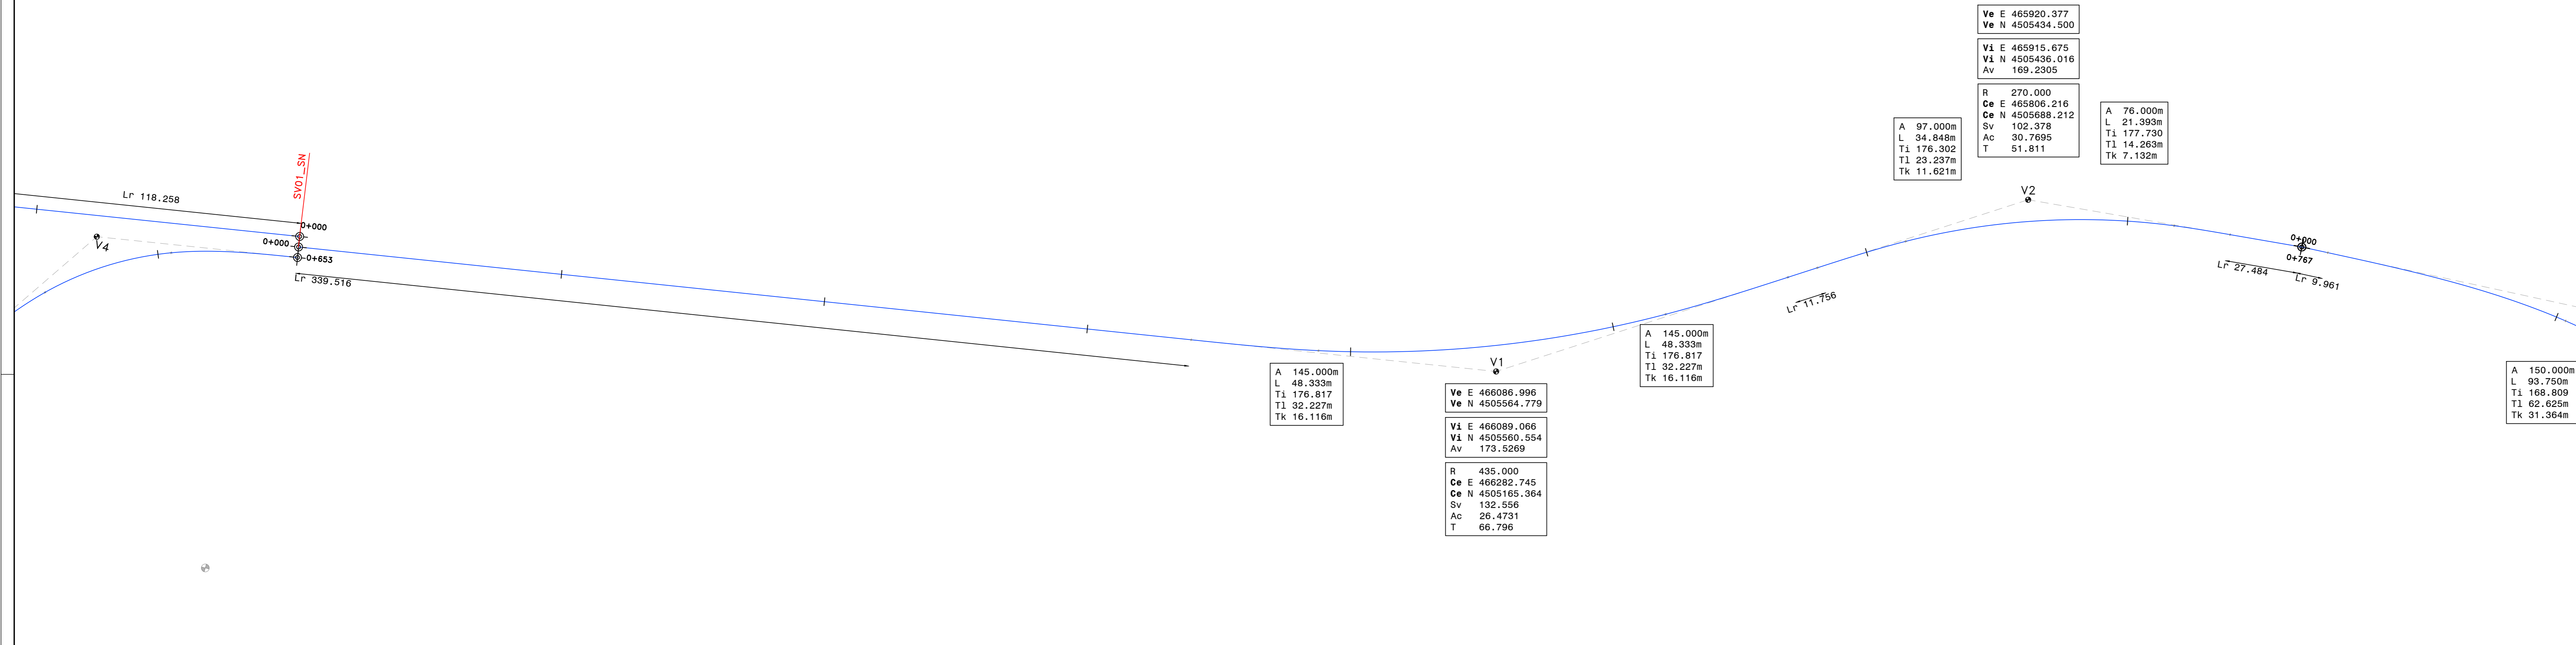 Lr 118.258
SV01_SN
0+000
0+000
0+653
V4
Lr 339.516
A 145.000m
L 48.333m
Ti 176.817
Tl 32.227m
Tk 16.116m
V1
Ve E 466086.996
Ve N 4505564.779
Vi E 466089.066
Vi N 4505560.554
Av 173.5269
R 435.000
Ce E 466282.745
Ce N 4505165.364
Sv 132.556
Ac 26.4731
T 66.796
A 145.000m
L 48.333m
Ti 176.817
Tl 32.227m
Tk 16.116m
Lr 11.756
A 97.000m
L 34.848m
Ti 176.302
Tl 23.237m
Tk 11.621m
Ve E 465920.377
Ve N 4505434.500
Vi E 465915.675
Vi N 4505436.016
Av 169.2305
R 270.000
Ce E 465806.216
Ce N 4505688.212
Sv 102.378
Ac 30.7695
T 51.811
V2
A 76.000m
L 21.393m
Ti 177.730
Tl 14.263m
Tk 7.132m
0+000
0+767
Lr 27.484
Lr 9.961
A 150.000m
L 93.750m
Ti 168.809
Tl 62.625m
Tk 31.364m